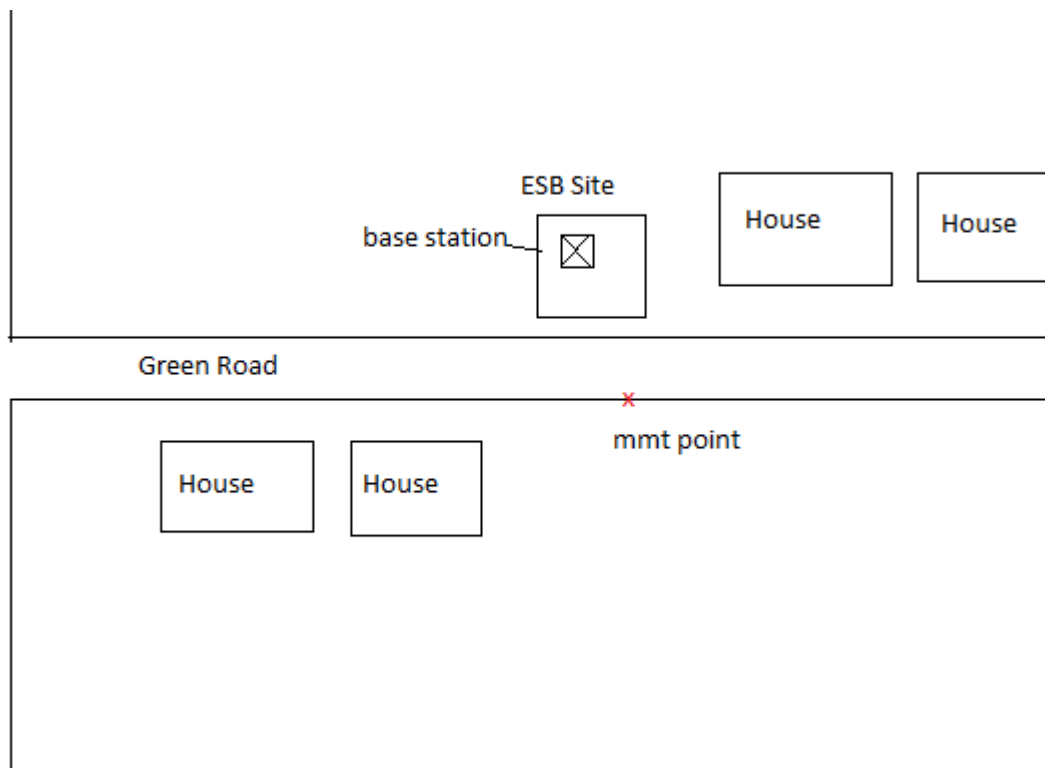 ESB Site
base station
House
House
Green Road
x
mmt point
House
House